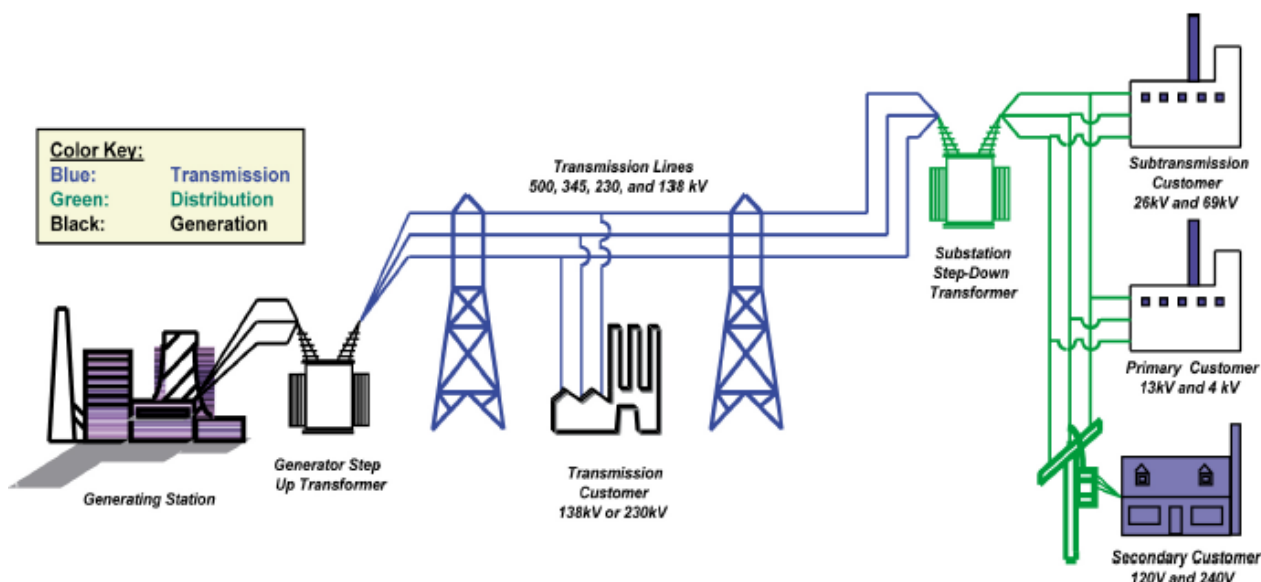 Color Key:
Blue: Transmission
Green: Distribution
Black: Generation
Transmission Lines
500, 345, 230, and 138 kV
Subtransmission
Customer
26kV and 69kV
Substation
Step-Down
Transformer
Primary Customer
13kV and 4 kV
Generating Station
Generator Step
Up Transformer
Transmission
Customer
138kV or 230kV
Secondary Customer
120V and 240V